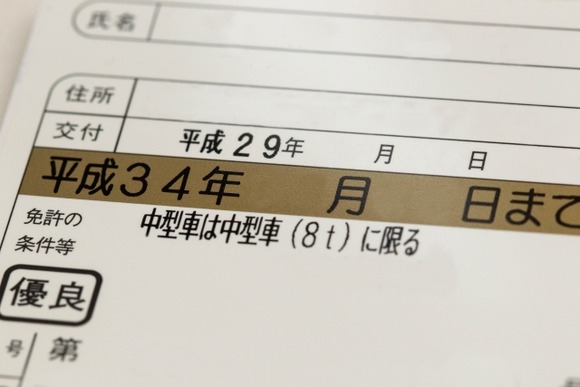 氏名
住所
交付 平成29年 月 日
平成34年 月 日まで
免許の
条件等
中型車は中型車(8t)に限る
優良
号 第